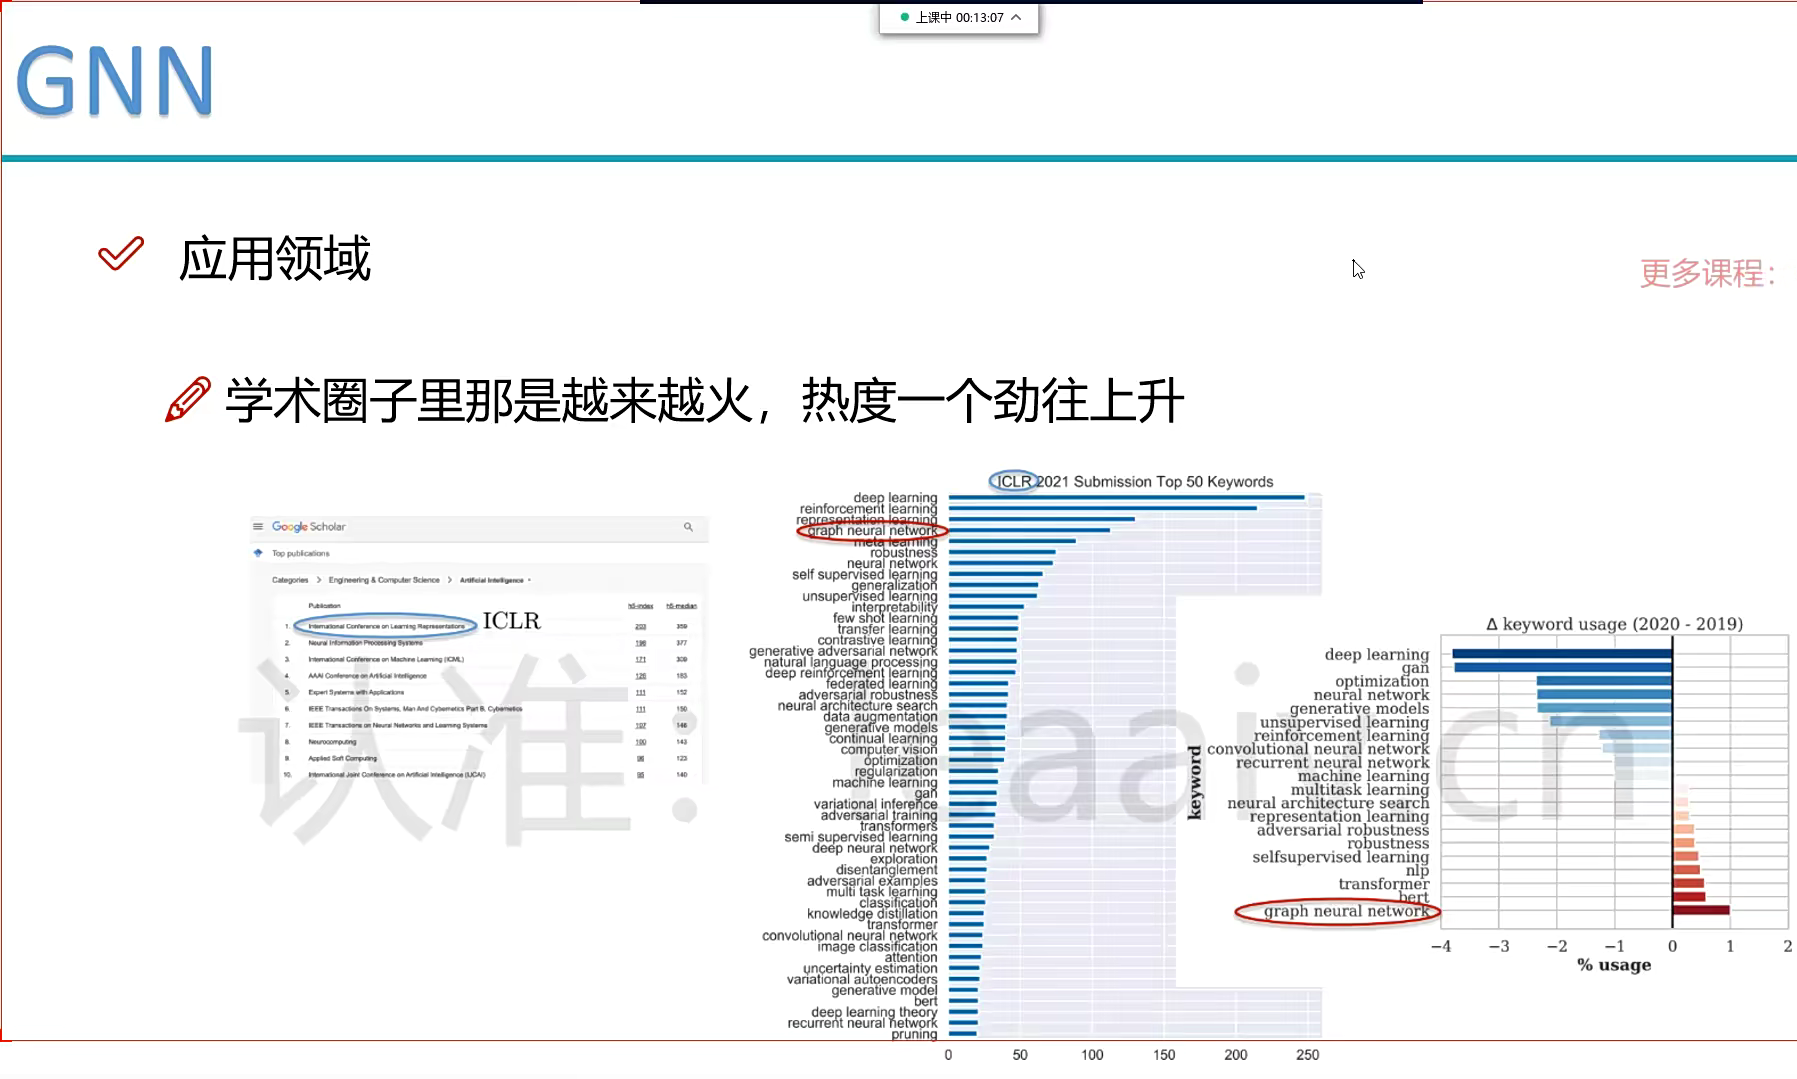 上课中 00:13:07
GNN
应用领域
更多课程：
学术圈子里那是越来越火，热度一个劲往上升
Google Scholar
Top publications
Categories > Engineering & Computer Science > Artificial Intelligence
Publication h5-index h5-median
1. International Conference on Learning Representations 203 359
ICLR
2. Neural Information Processing Systems 198 377
3. International Conference on Machine Learning (ICML) 171 309
4. AAAI Conference on Artificial Intelligence 126 183
5. Expert Systems with Applications 111 152
6. IEEE Transactions On Systems, Man And Cybernetics Part B, Cybernetics 111 150
7. IEEE Transactions on Neural Networks and Learning Systems 107 146
8. Neurocomputing 100 143
9. Applied Soft Computing 96 123
10. International Joint Conference on Artificial Intelligence (IJCAI) 95 140
认准：
ICLR 2021 Submission Top 50 Keywords
deep learning
reinforcement learning
representation learning
graph neural network
meta learning
robustness
neural network
self supervised learning
generalization
unsupervised learning
interpretability
few shot learning
transfer learning
contrastive learning
generative adversarial network
natural language processing
deep reinforcement learning
federated learning
adversarial robustness
neural architecture search
data augmentation
generative models
continual learning
computer vision
optimization
regularization
machine learning
gan
variational inference
adversarial training
transformers
semi supervised learning
deep neural network
exploration
disentanglement
adversarial examples
multi task learning
classification
knowledge distillation
transformer
convolutional neural network
image classification
attention
uncertainty estimation
variational autoencoders
generative model
bert
deep learning theory
recurrent neural network
pruning
0 50 100 150 200 250
Δ keyword usage (2020 - 2019)
keyword
deep learning
gan
optimization
neural network
generative models
unsupervised learning
reinforcement learning
convolutional neural network
recurrent neural network
machine learning
multitask learning
neural architecture search
representation learning
adversarial robustness
robustness
selfsupervised learning
nlp
transformer
bert
graph neural network
−4 −3 −2 −1 0 1 2
% usage